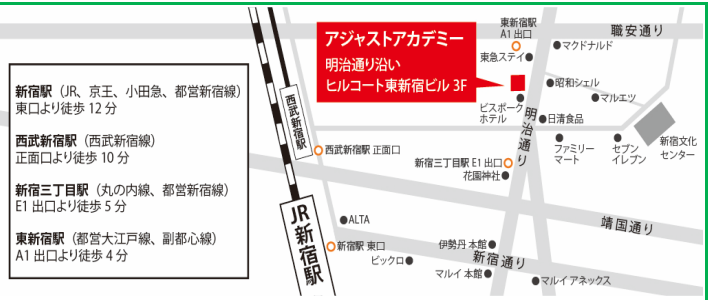 新宿駅（JR、京王、小田急、都営新宿線）
東口より徒歩 12 分
西武新宿駅（西武新宿線）
正面口より徒歩 10 分
新宿三丁目駅（丸の内線、都営新宿線）
E1 出口より徒歩 5 分
東新宿駅（都営大江戸線、副都心線）
A1 出口より徒歩 4 分
アジャストアカデミー
明治通り沿い
ヒルコート東新宿ビル 3F
東新宿駅
A1 出口
職安通り
マクドナルド
東急ステイ
昭和シェル
マルエツ
ビスポーク
ホテル
明治通り
日清食品
ファミリー
マート
セブン
イレブン
新宿文化
センター
西武新宿駅
西武新宿駅 正面口
新宿三丁目駅 E1 出口
花園神社
靖国通り
JR新宿駅
ALTA
新宿駅 東口
ビックロ
伊勢丹 本館
新宿通り
マルイ 本館
マルイ アネックス